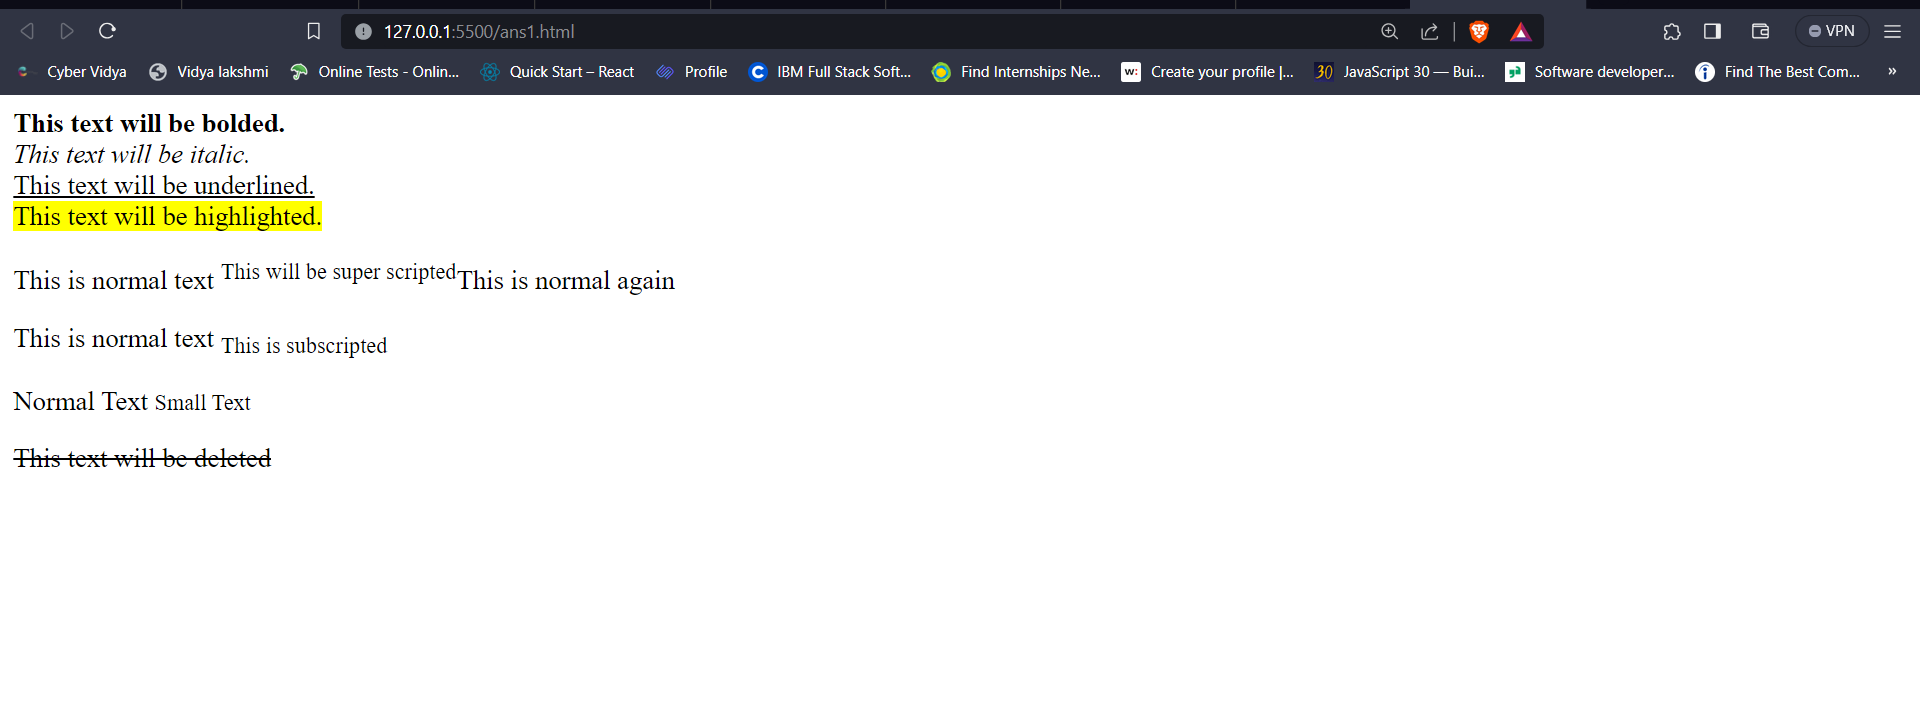 127.0.0.1:5500/ans1.html
VPN
Cyber Vidya Vidya lakshmi Online Tests - Onlin... Quick Start – React Profile IBM Full Stack Soft... Find Internships Ne... w: Create your profile |... 30 JavaScript 30 — Bui... Software developer... Find The Best Com... »
This text will be bolded.
This text will be italic.
This text will be underlined.
This text will be highlighted.
This is normal text This will be super scriptedThis is normal again
This is normal text This is subscripted
Normal Text Small Text
This text will be deleted